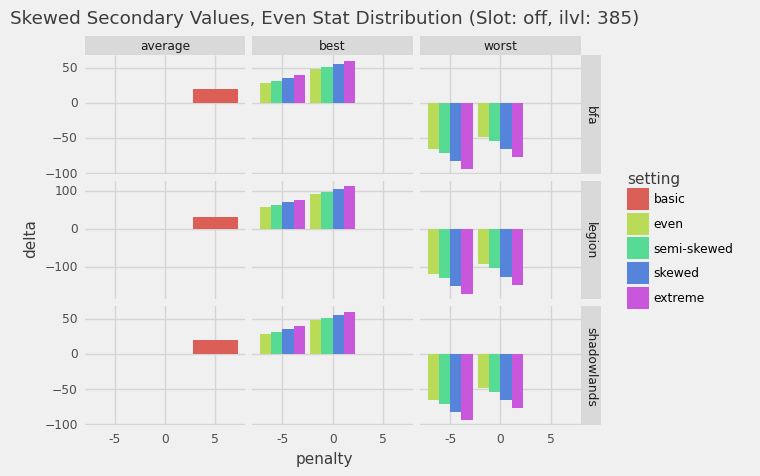 Skewed Secondary Values, Even Stat Distribution (Slot: off, ilvl: 385)
average
best
worst
50
0
−50
−100
bfa
100
0
−100
legion
50
0
−50
−100
shadowlands
delta
-5
0
5
-5
0
5
-5
0
5
penalty
setting
basic
even
semi-skewed
skewed
extreme